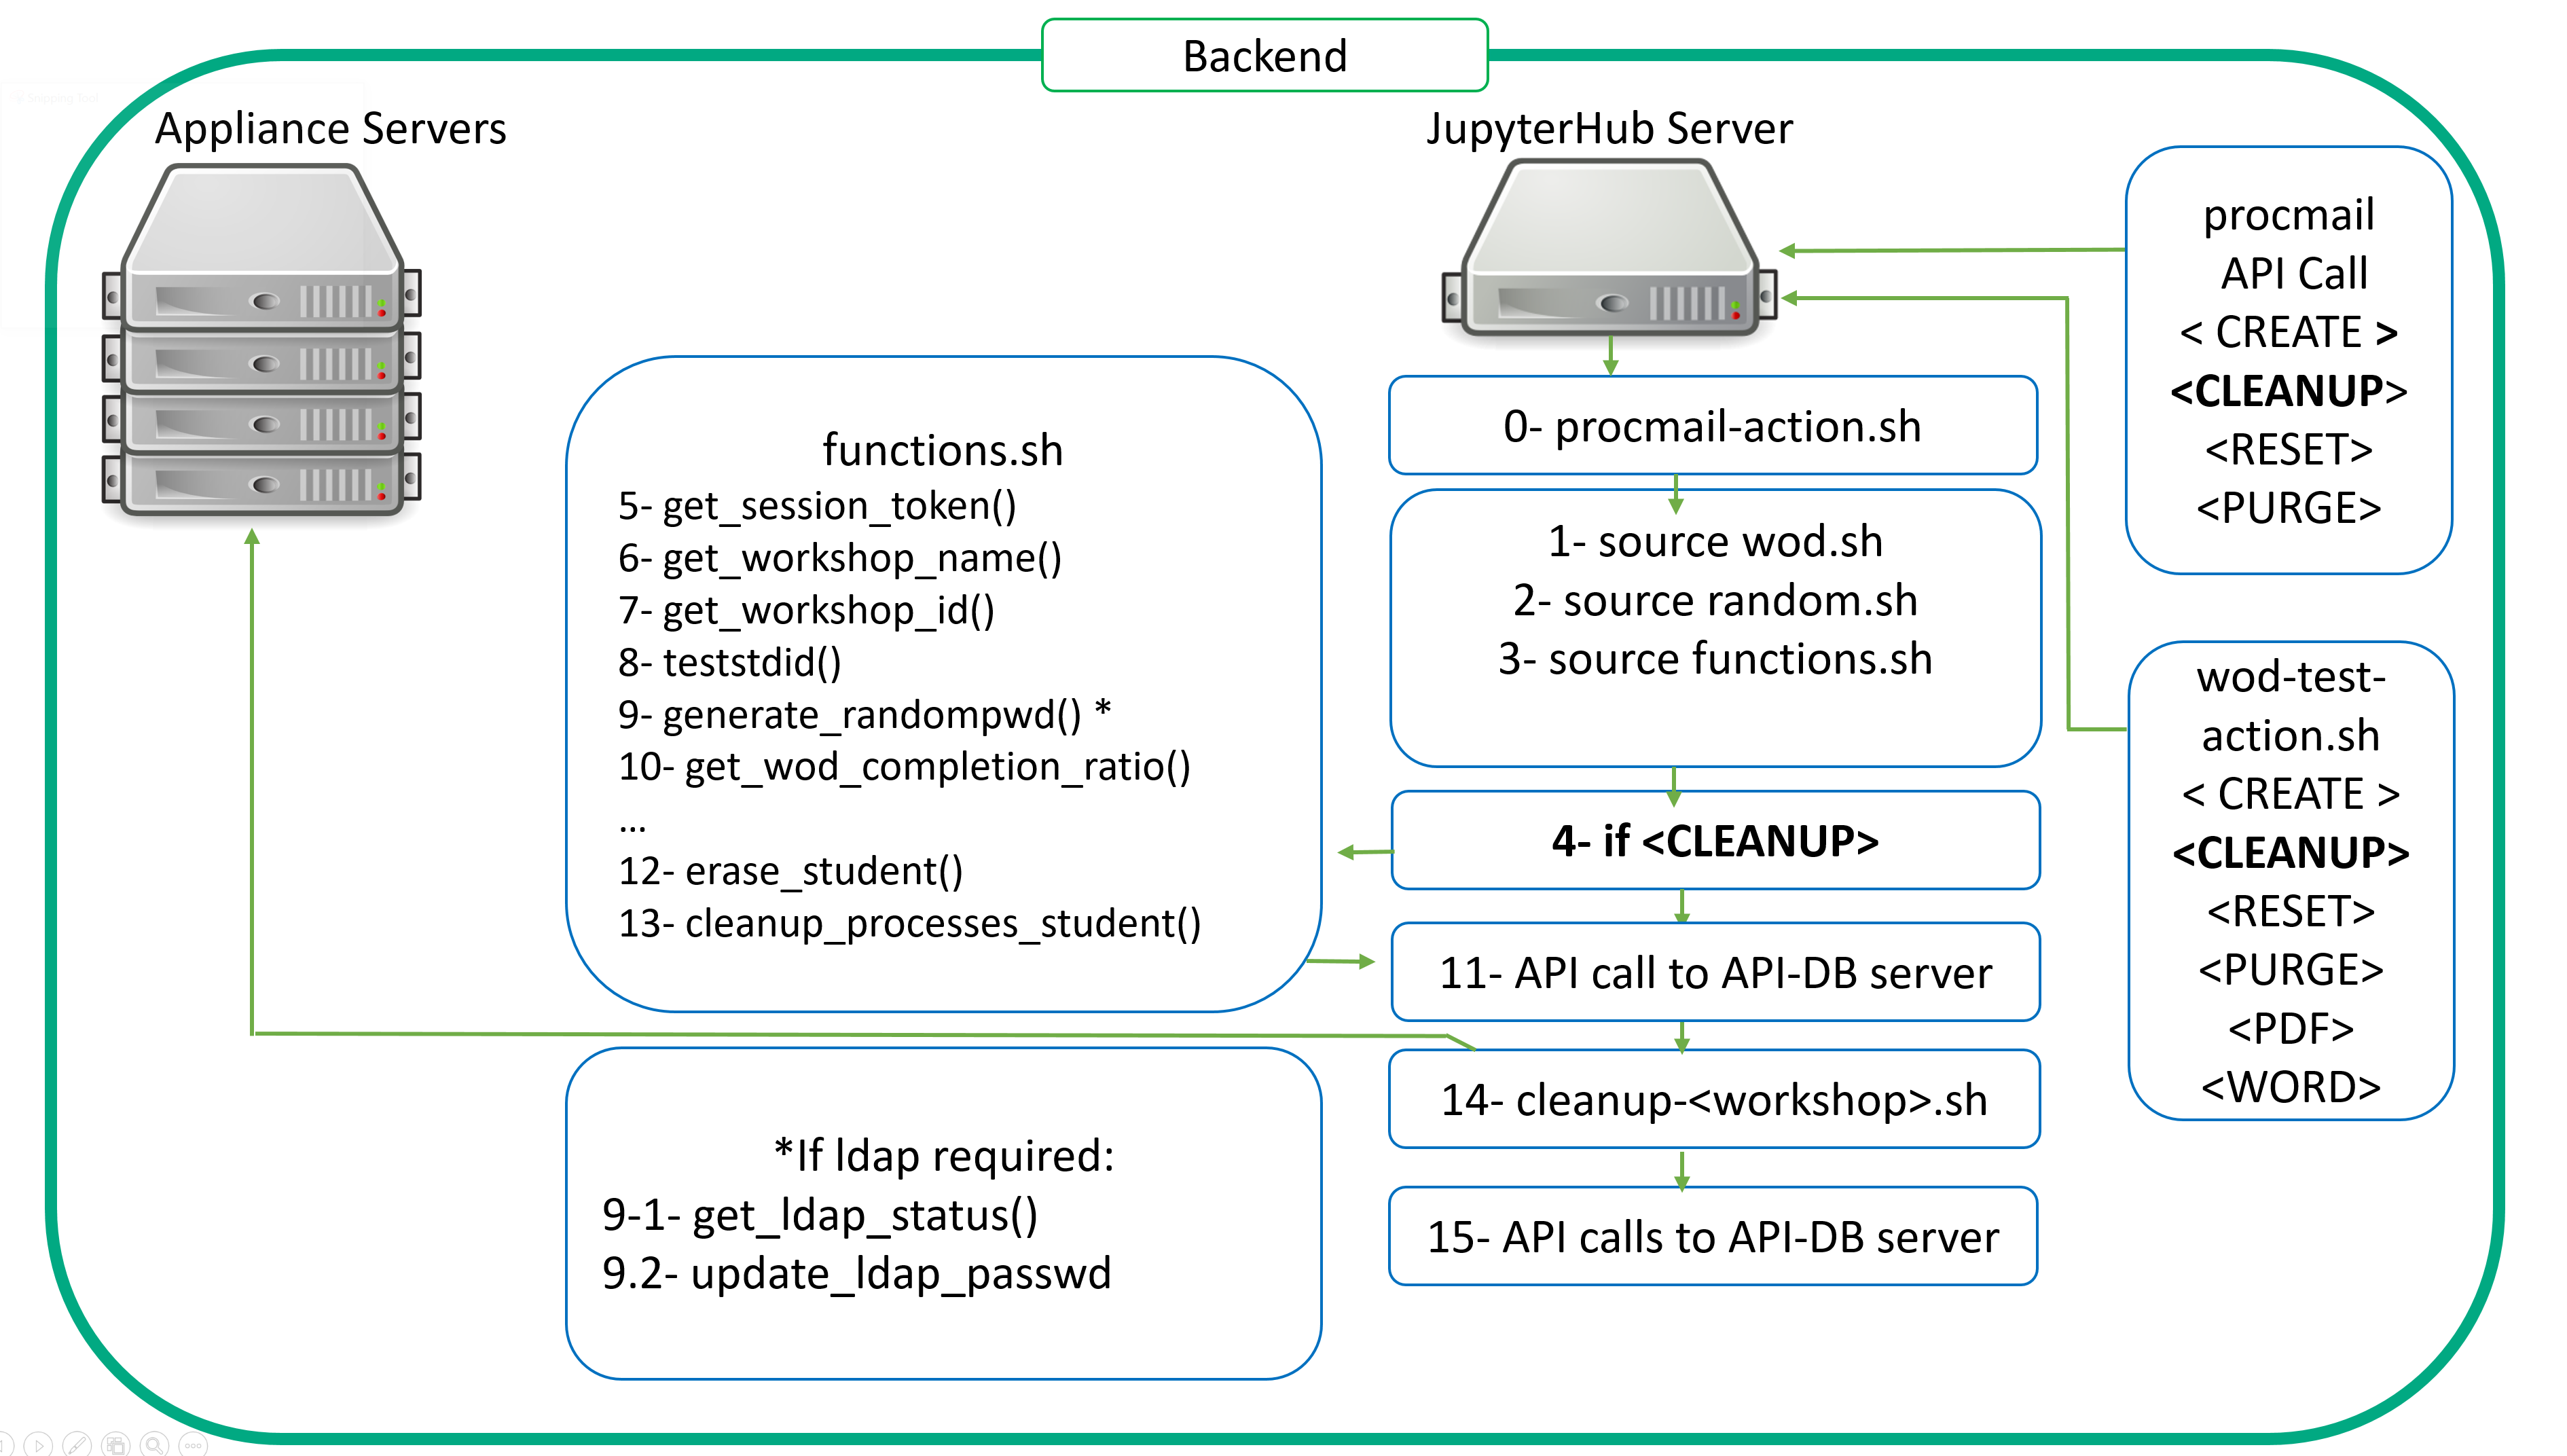 Backend
Snipping Tool
Appliance Servers
JupyterHub Server
procmail
API Call
< CREATE >
<CLEANUP>
<RESET>
<PURGE>
0- procmail-action.sh
functions.sh
5- get_session_token()
6- get_workshop_name()
7- get_workshop_id()
8- teststdid()
9- generate_randompwd() *
10- get_wod_completion_ratio()
...
12- erase_student()
13- cleanup_processes_student()
1- source wod.sh
2- source random.sh
3- source functions.sh
wod-test-
action.sh
< CREATE >
<CLEANUP>
<RESET>
<PURGE>
<PDF>
<WORD>
4- if <CLEANUP>
11- API call to API-DB server
14- cleanup-<workshop>.sh
15- API calls to API-DB server
*If ldap required:
9-1- get_ldap_status()
9.2- update_ldap_passwd